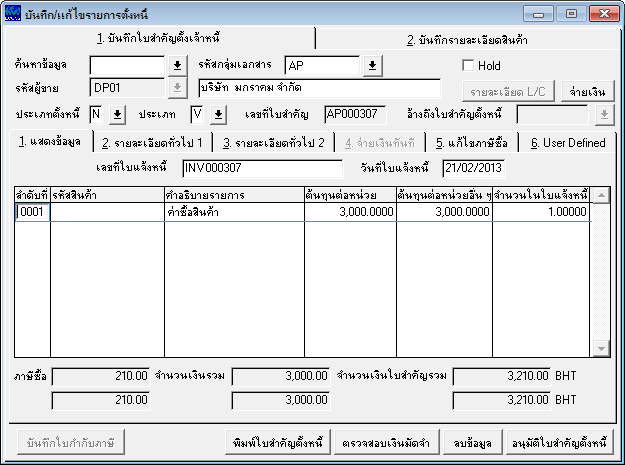 บันทึก/แก้ไขรายการตั้งหนี้
1. บันทึกใบสำคัญตั้งเจ้าหนี้ 2. บันทึกรายละเอียดสินค้า
ค้นหาข้อมูล รหัสกลุ่มเอกสาร AP Hold
รหัสผู้ขาย DP01 บริษัท มกราคม จำกัด รายละเอียด L/C จ่ายเงิน
ประเภทตั้งหนี้ N ประเภท V เลขที่ใบสำคัญ AP000307 อ้างถึงใบสำคัญตั้งหนี้
1. แสดงข้อมูล 2. รายละเอียดทั่วไป 1 3. รายละเอียดทั่วไป 2 4. จ่ายเงินทันที 5. แก้ไขภาษีซื้อ 6. User Defined
เลขที่ใบแจ้งหนี้ INV000307 วันที่ใบแจ้งหนี้ 21/02/2013
ลำดับที่ รหัสสินค้า คำอธิบายรายการ ต้นทุนต่อหน่วย ต้นทุนต่อหน่วยอื่น ๆ จำนวนในใบแจ้งหนี้
0001 ค่าซื้อสินค้า 3,000.0000 3,000.0000 1.00000
ภาษีซื้อ 210.00 จำนวนเงินรวม 3,000.00 จำนวนเงินใบสำคัญรวม 3,210.00 BHT
210.00 3,000.00 3,210.00 BHT
บันทึกใบกำกับภาษี พิมพ์ใบสำคัญตั้งหนี้ ตรวจสอบเงินมัดจำ ลบข้อมูล อนุมัติใบสำคัญตั้งหนี้